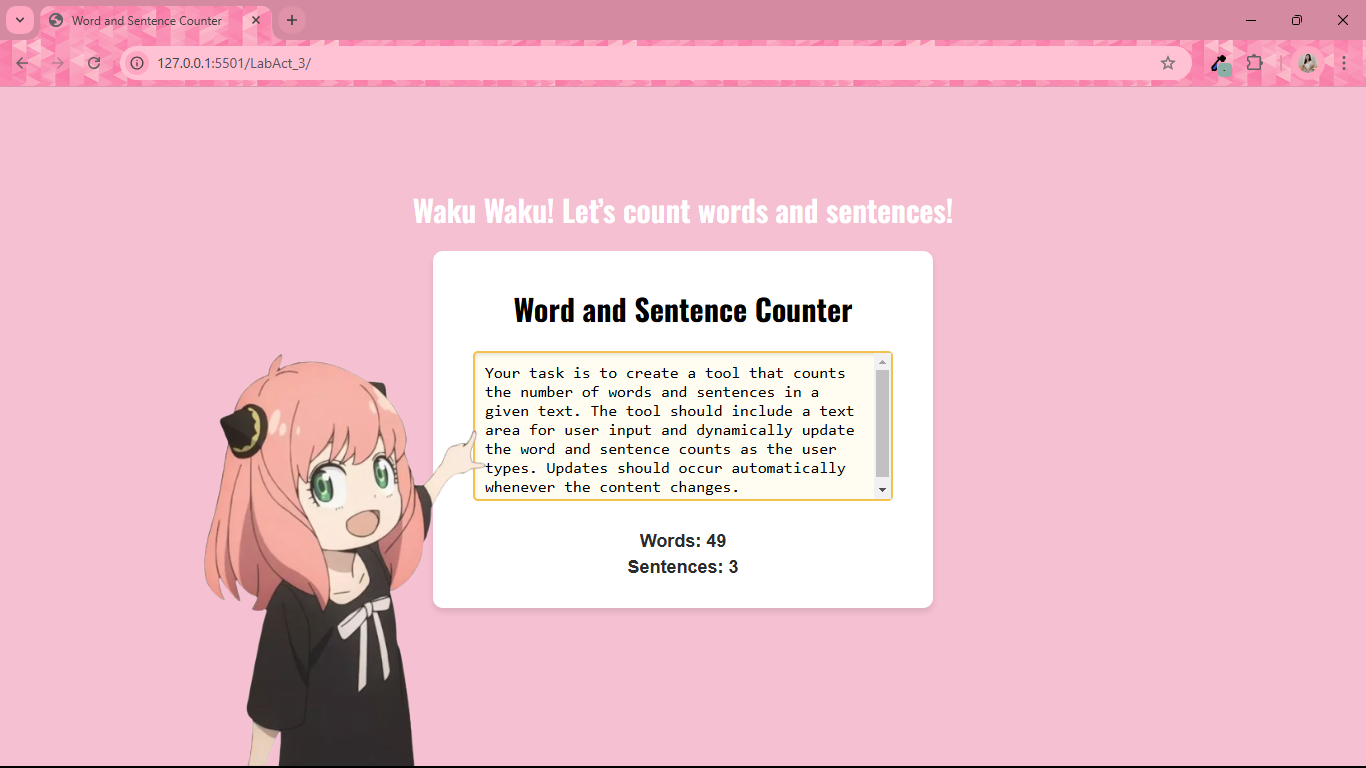 Word and Sentence Counter
127.0.0.1:5501/LabAct_3/
Waku Waku! Let’s count words and sentences!
Word and Sentence Counter
Your task is to create a tool that counts
the number of words and sentences in a
given text. The tool should include a text
area for user input and dynamically update
the word and sentence counts as the user
types. Updates should occur automatically
whenever the content changes.
Words: 49
Sentences: 3